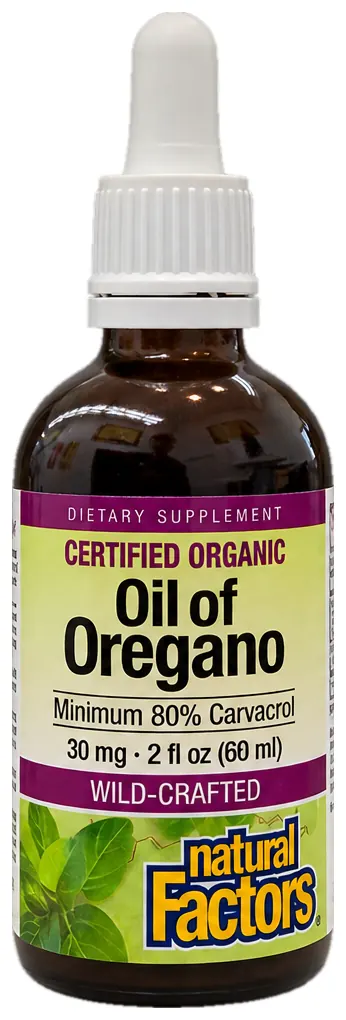 DIETARY SUPPLEMENT
CERTIFIED ORGANIC
Oil of
Oregano
Minimum 80% Carvacrol
30 mg · 2 fl oz (60 ml)
WILD-CRAFTED
natural
Factors®